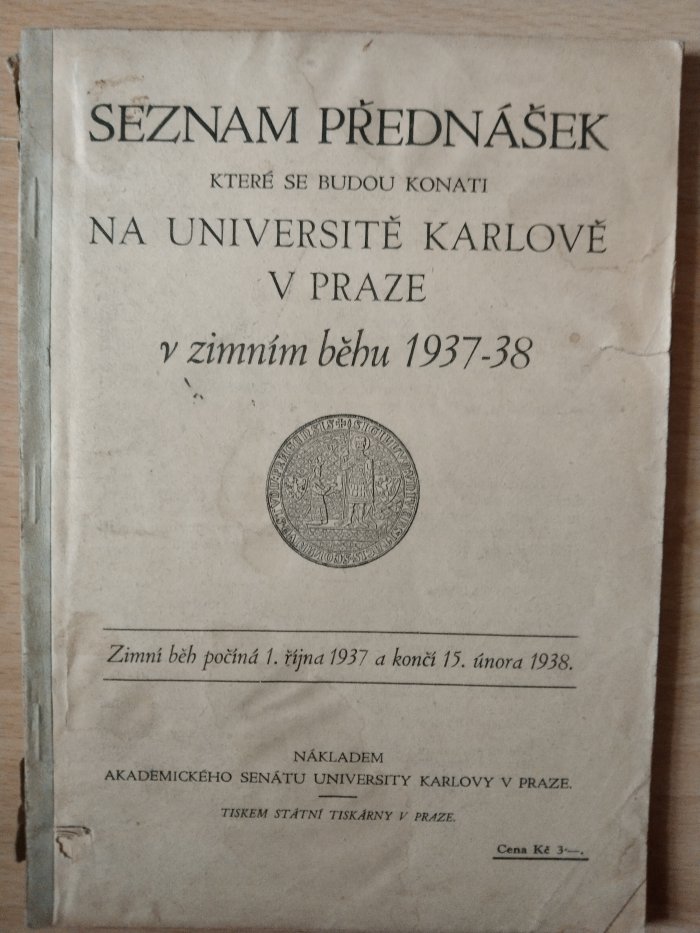 SEZNAM PŘEDNÁŠEK
KTERÉ SE BUDOU KONATI
NA UNIVERSITĚ KARLOVĚ
V PRAZE
v zimním běhu 1937-38
Zimní běh počíná 1. října 1937 a končí 15. února 1938.
NÁKLADEM
AKADEMICKÉHO SENÁTU UNIVERSITY KARLOVY V PRAZE.
TISKEM STÁTNÍ TISKÁRNY V PRAZE.
Cena Kč 3·—.